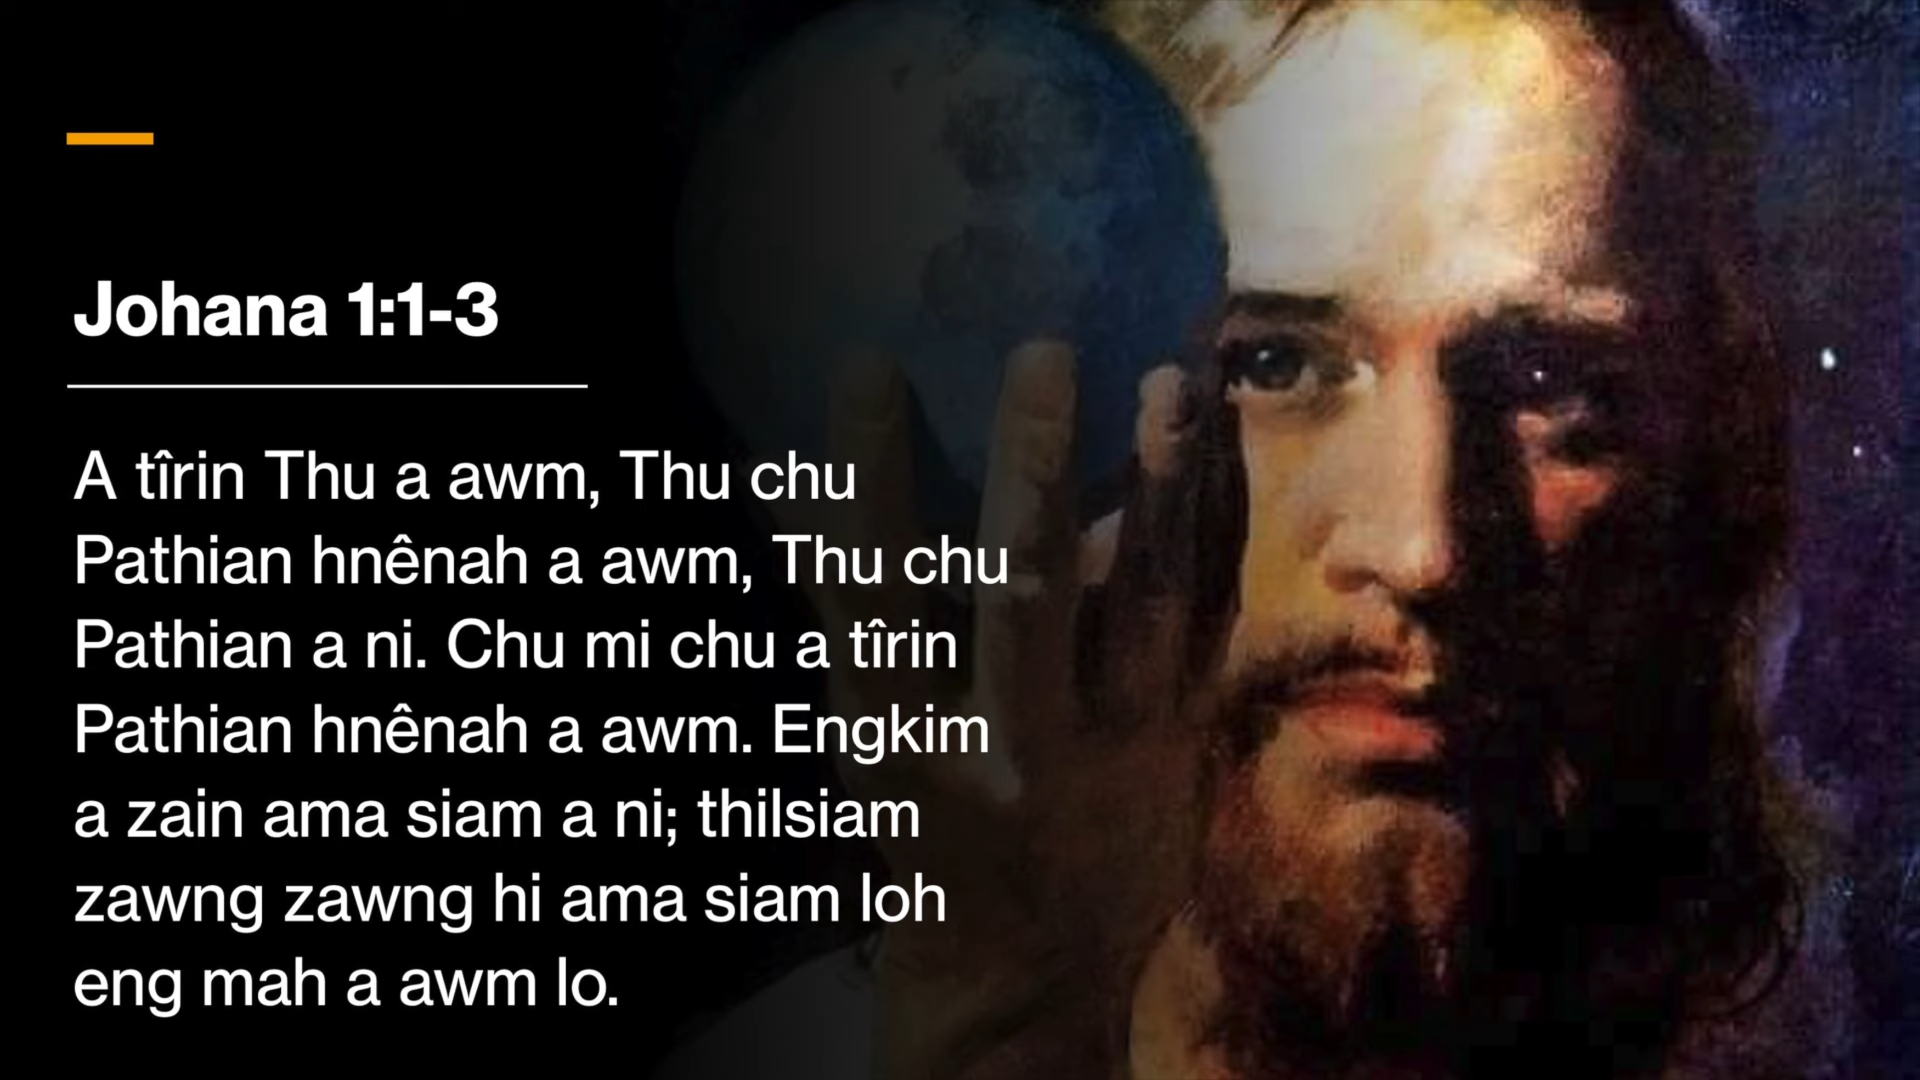 Johana 1:1-3
A tîrin Thu a awm, Thu chu
Pathian hnênah a awm, Thu chu
Pathian a ni. Chu mi chu a tîrin
Pathian hnênah a awm. Engkim
a zain ama siam a ni; thilsiam
zawng zawng hi ama siam loh
eng mah a awm lo.